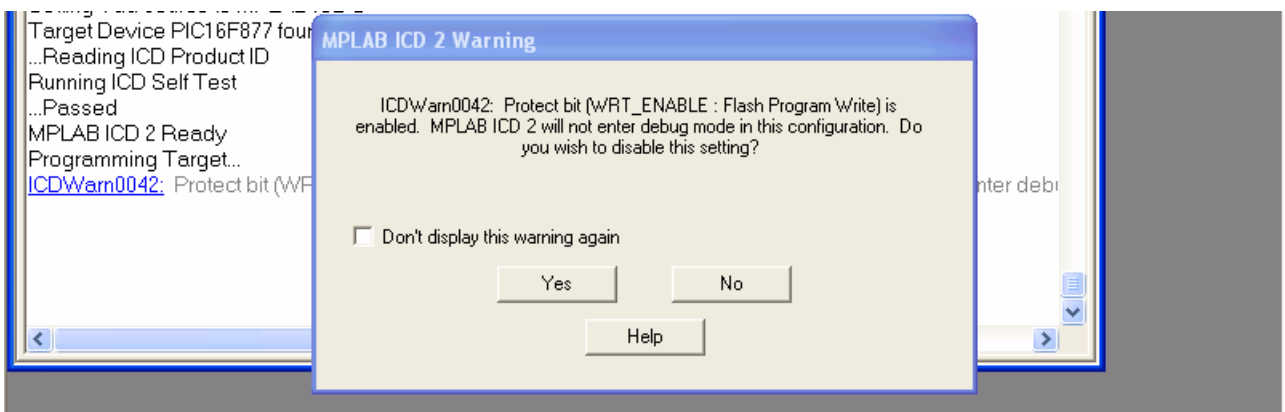 Target Device PIC16F877 four
...Reading ICD Product ID
Running ICD Self Test
...Passed
MPLAB ICD 2 Ready
Programming Target...
ICDWarn0042: Protect bit (WF
nter deb
MPLAB ICD 2 Warning
ICDWarn0042: Protect bit (WRT_ENABLE : Flash Program Write) is
enabled. MPLAB ICD 2 will not enter debug mode in this configuration. Do
you wish to disable this setting?
Don't display this warning again
Yes
No
Help